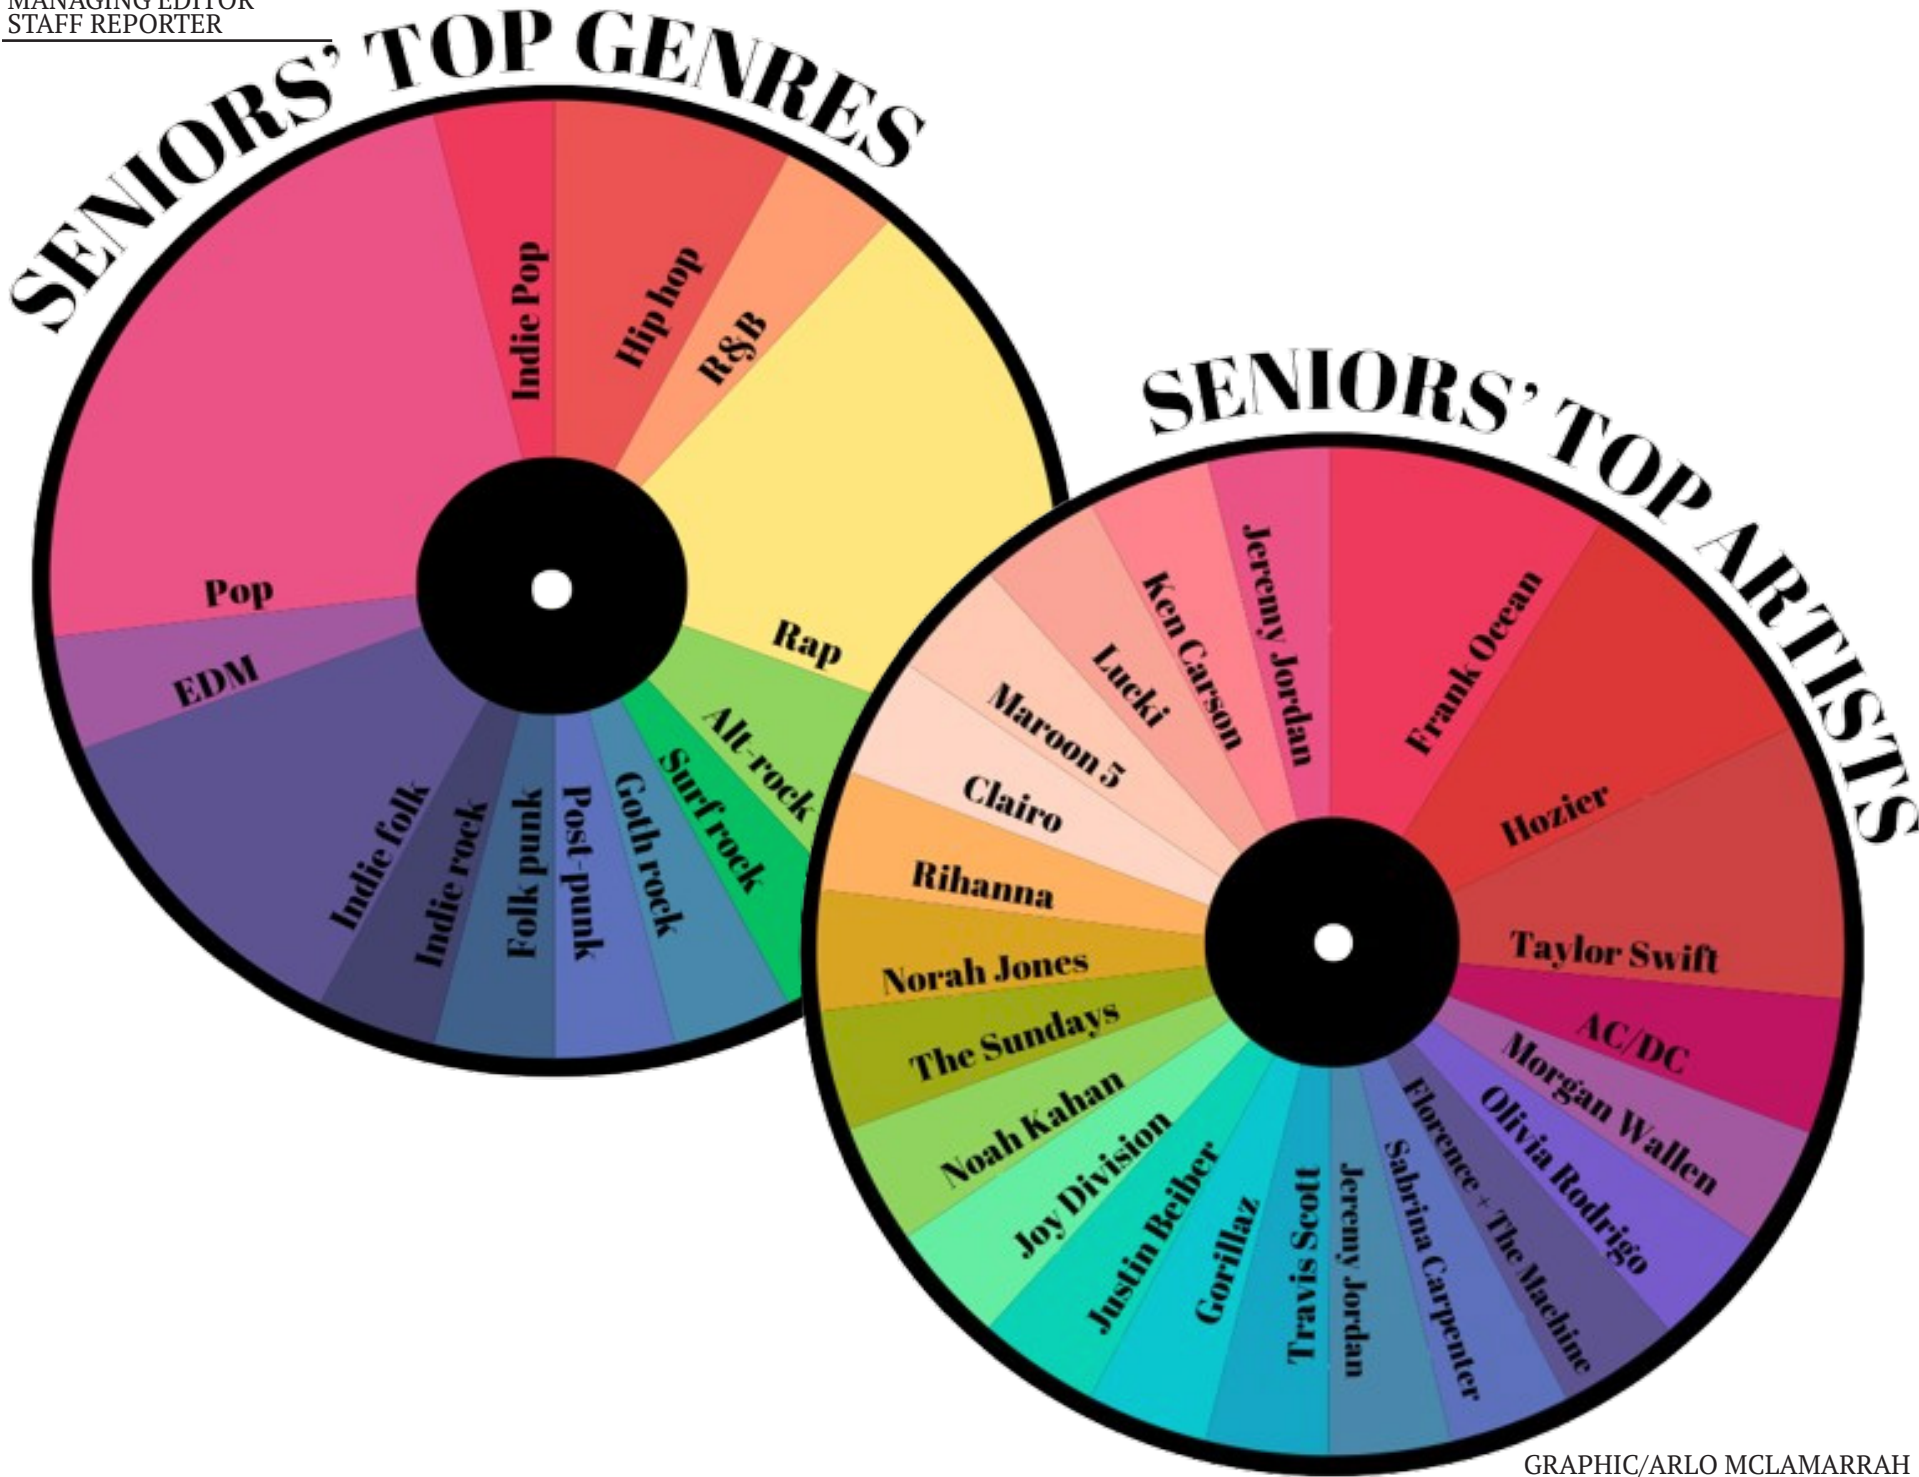 MANAGING EDITOR
STAFF REPORTER
SENIORS’ TOP GENRES
Indie Pop
Hip hop
R&B
Rap
Alt-rock
Surf rock
Goth rock
Post-punk
Folk punk
Indie rock
Indie folk
EDM
Pop
SENIORS’ TOP ARTISTS
Frank Ocean
Hozier
Taylor Swift
AC/DC
Morgan Wallen
Olivia Rodrigo
Florence + The Machine
Sabrina Carpenter
Jeremy Jordan
Travis Scott
Gorillaz
Justin Beiber
Joy Division
Noah Kahan
The Sundays
Norah Jones
Rihanna
Clairo
Maroon 5
Lucki
Ken Carson
Jeremy Jordan
GRAPHIC/ARLO MCLAMARRAH